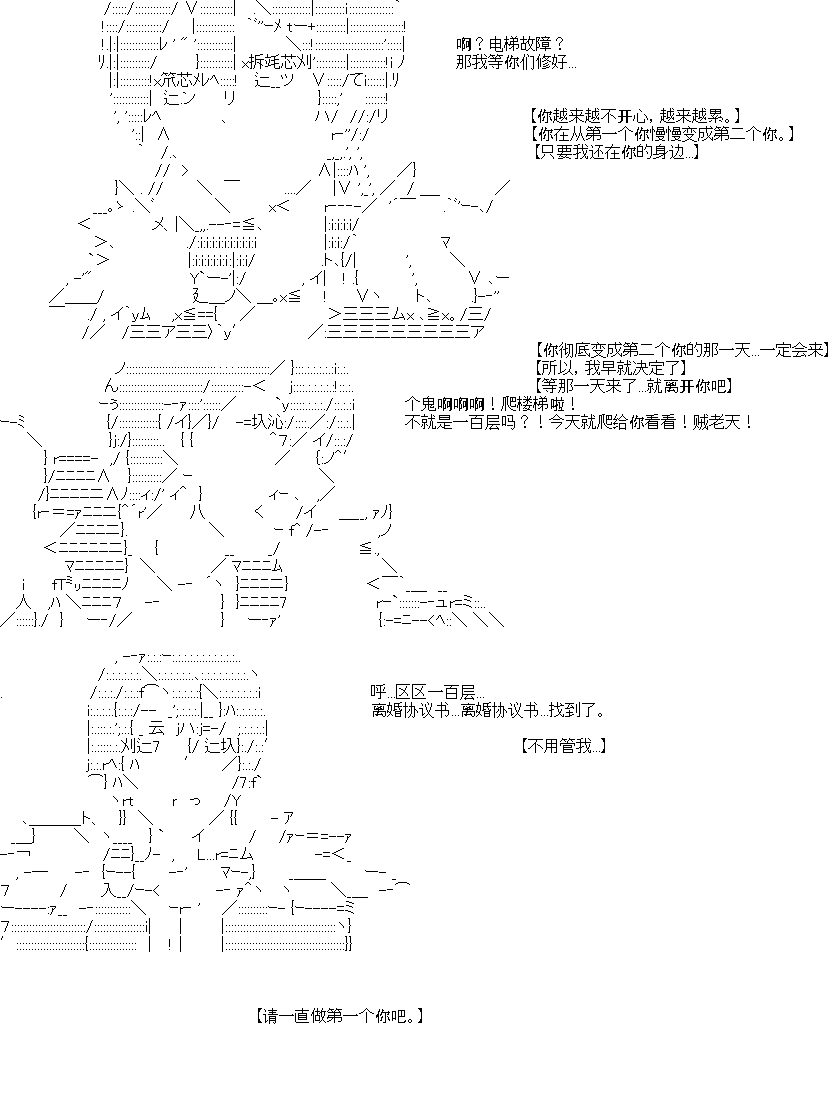 啊？电梯故障？
那我等你们修好...
【你越来越不开心，越来越累。】
【你在从第一个你慢慢变成第二个你。】
【只要我还在你的身边...】
【你彻底变成第二个你的那一天...一定会来】
【所以，我早就决定了】
【等那一天来了...就离开你吧】
个鬼啊啊啊！爬楼梯啦！
不就是一百层吗？！今天就爬给你看看！贼老天！
呼...区区一百层...
离婚协议书...离婚协议书...找到了。
【不用管我...】
【请一直做第一个你吧。】